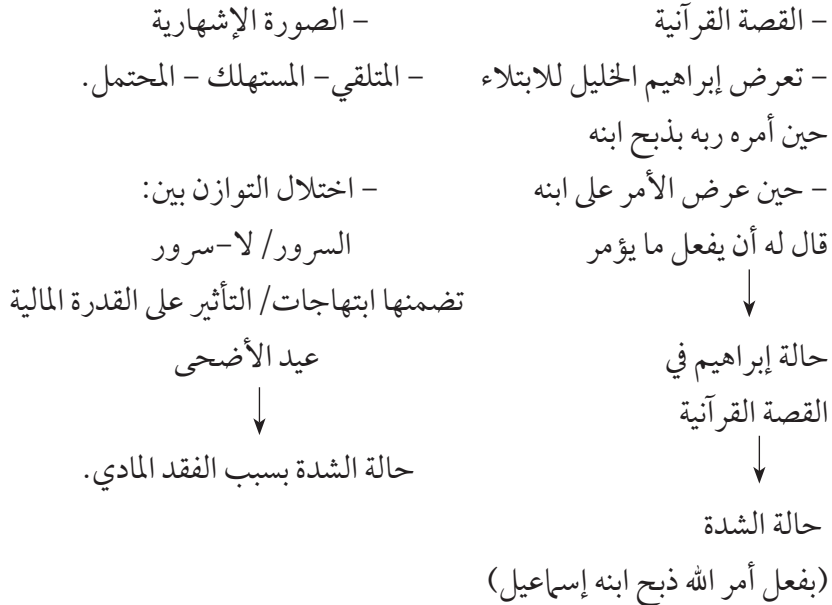 – القصة القرآنية – الصورة الإشهارية
– تعرض إبراهيم الخليل للابتلاء – المتلقي– المستهلك – المحتمل.
حين أمره ربه بذبح ابنه
– حين عرض الأمر على ابنه – اختلال التوازن بين:
قال له أن يفعل ما يؤمر السرور/ لا–سرور
تضمنها ابتهاجات/ التأثير على القدرة المالية
حالة إبراهيم في عيد الأضحى
القصة القرآنية
حالة الشدة بسبب الفقد المادي.
حالة الشدة
(بفعل أمر الله ذبح ابنه إسماعيل)